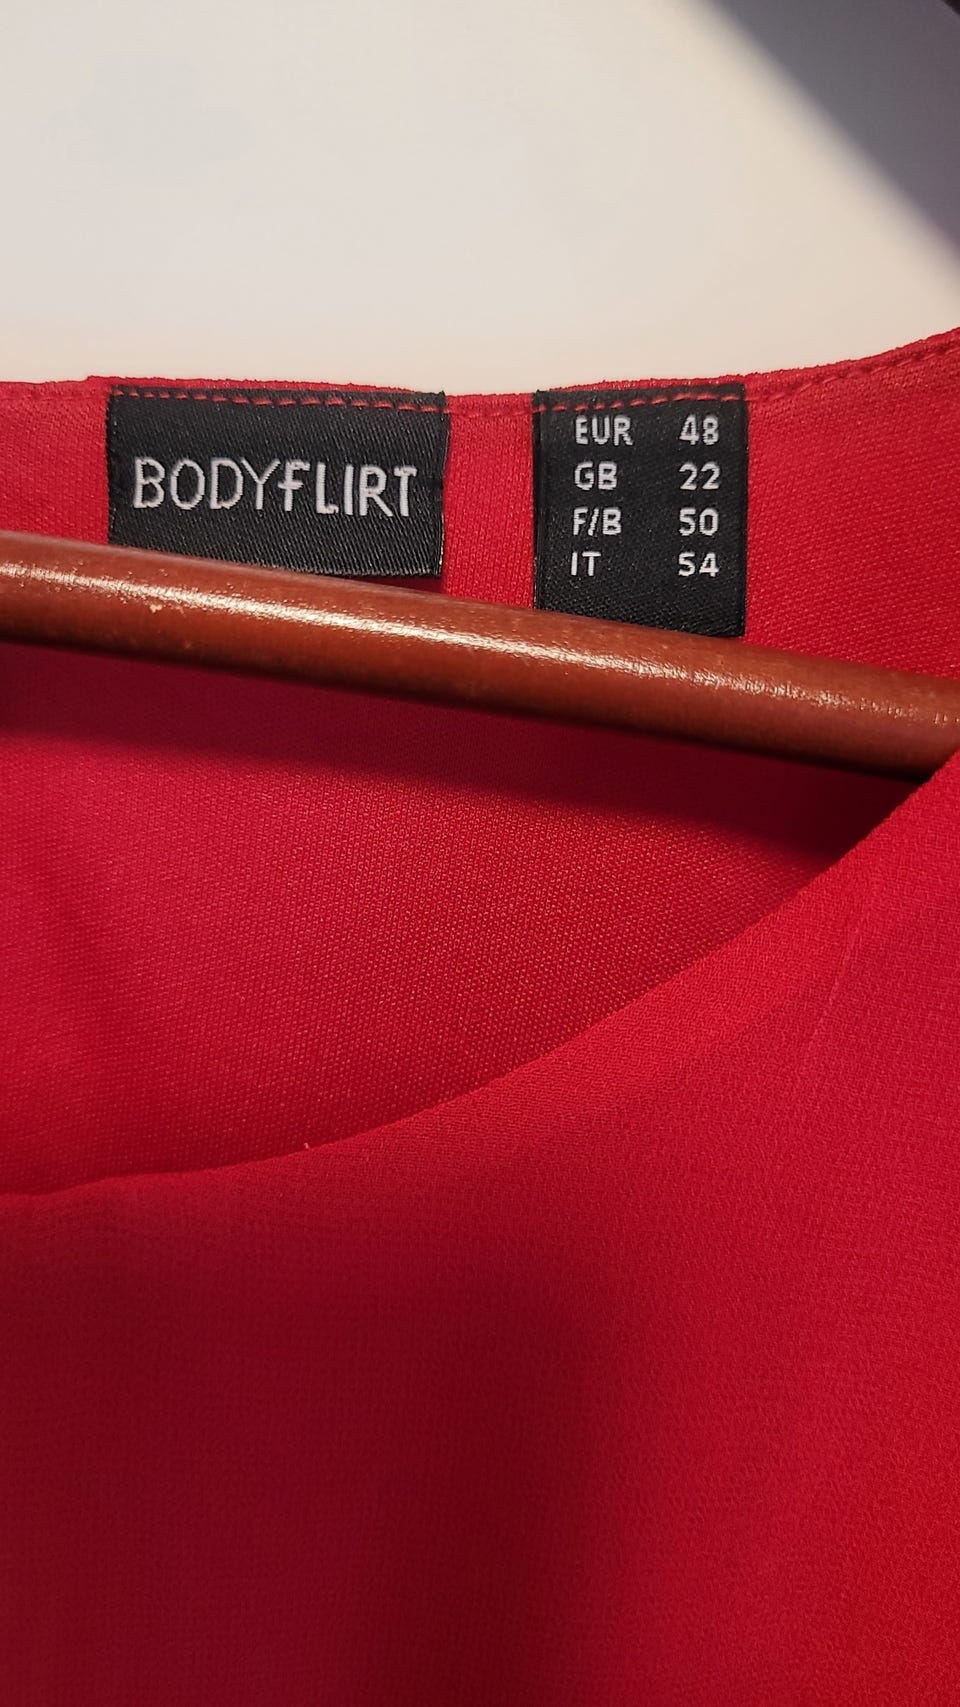 BODYFLIRT
EUR 48
GB 22
F/B 50
IT 54